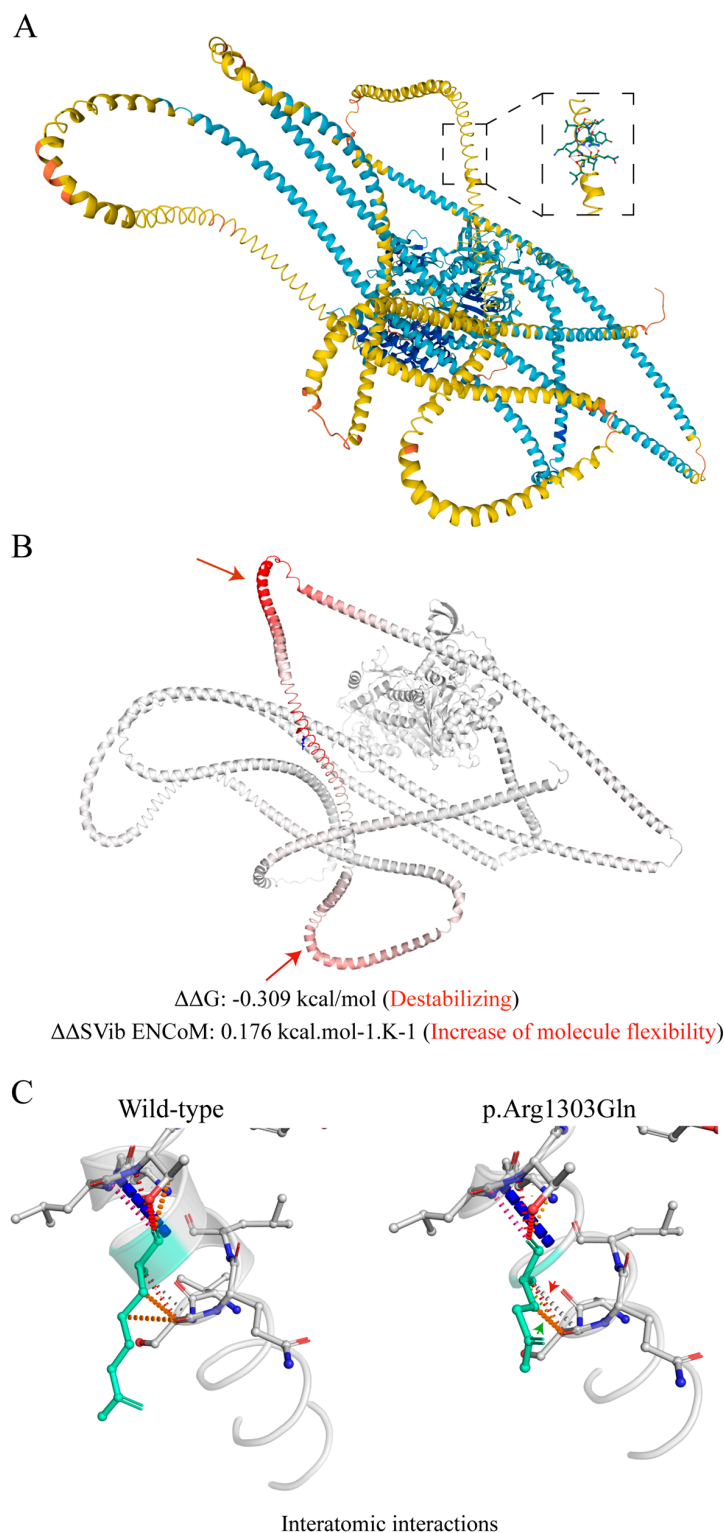 A
B
ΔΔG: -0.309 kcal/mol (Destabilizing)
ΔΔSVib ENCoM: 0.176 kcal.mol-1.K-1 (Increase of molecule flexibility)
C
Wild-type
p.Arg1303Gln
Interatomic interactions